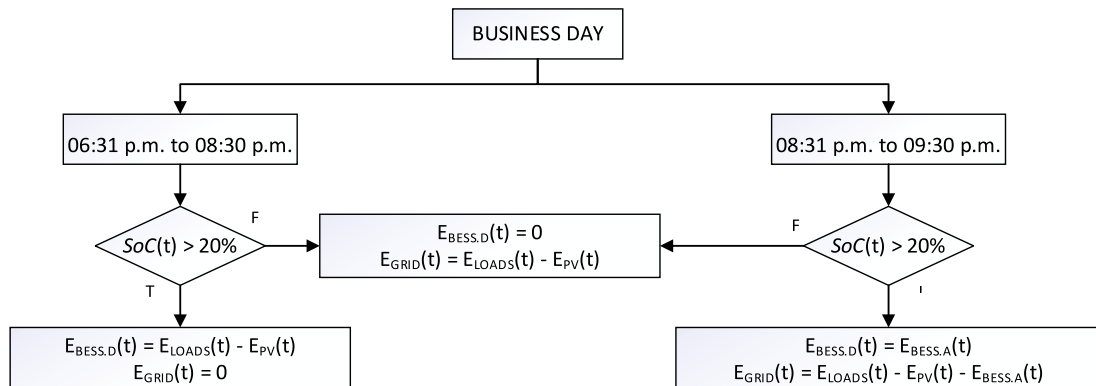 BUSINESS DAY
06:31 p.m. to 08:30 p.m.
08:31 p.m. to 09:30 p.m.
SoC(t) > 20%
F
T
E_BESS.D(t) = 0
E_GRID(t) = E_LOADS(t) - E_PV(t)
F
SoC(t) > 20%
E_BESS.D(t) = E_LOADS(t) - E_PV(t)
E_GRID(t) = 0
E_BESS.D(t) = E_BESS.A(t)
E_GRID(t) = E_LOADS(t) - E_PV(t) - E_BESS.A(t)